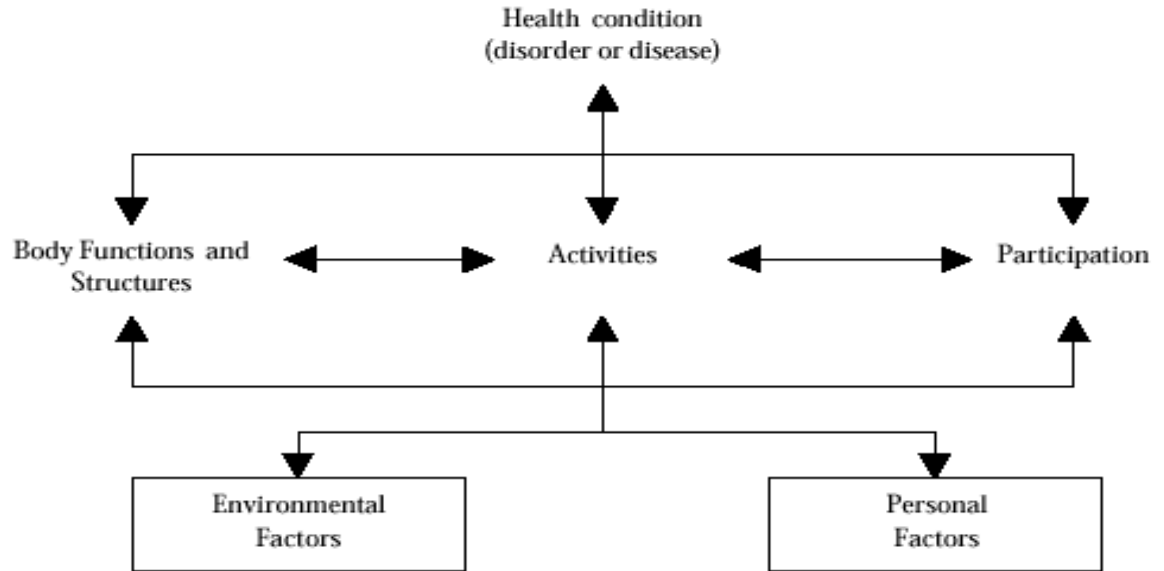 Health condition
(disorder or disease)
Body Functions and
Structures
Activities
Participation
Environmental
Factors
Personal
Factors